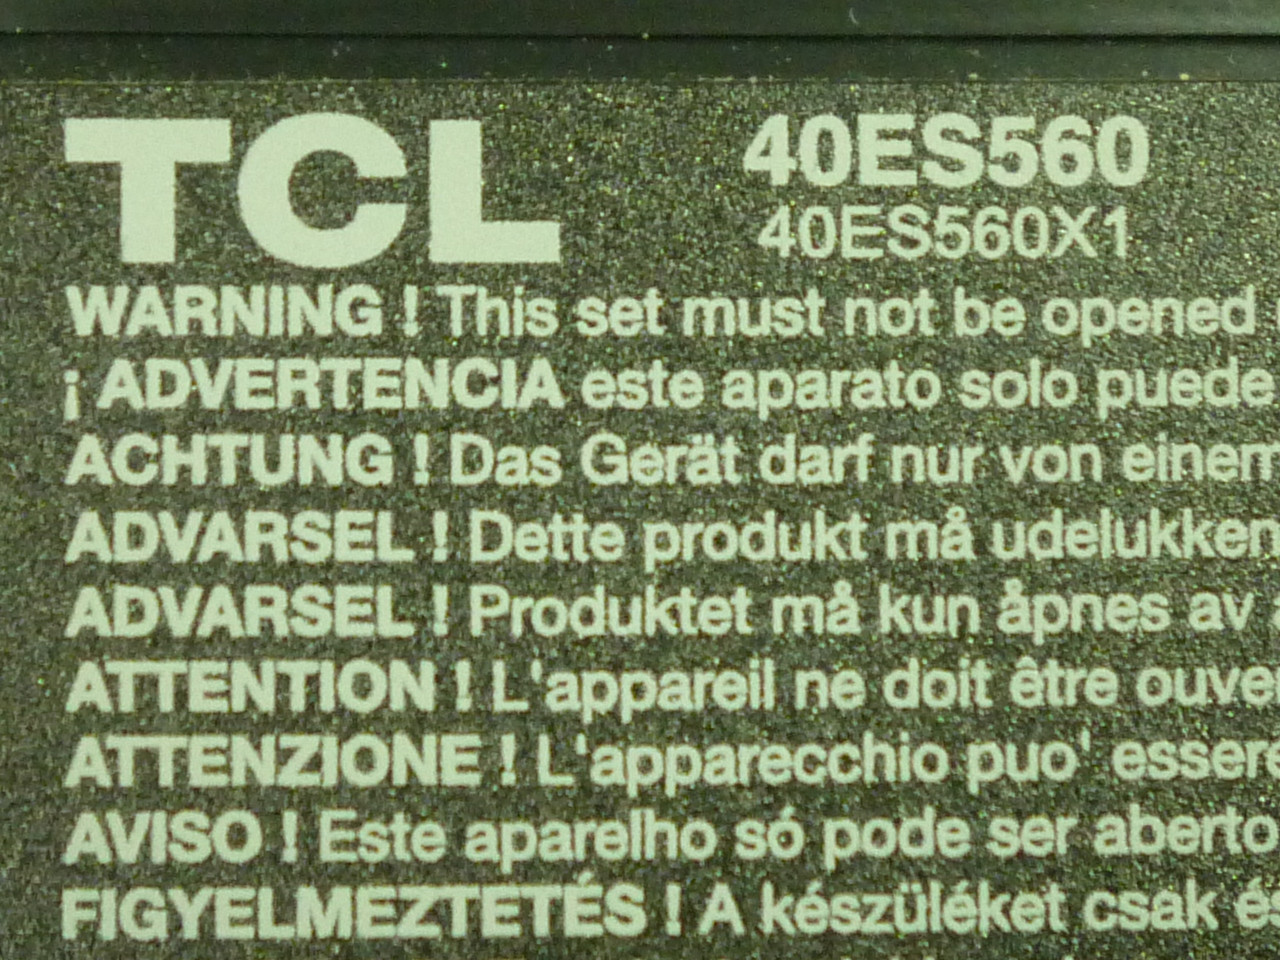 TCL
40ES560
40ES560X1
WARNING ! This set must not be opened
¡ ADVERTENCIA este aparato solo puede
ACHTUNG ! Das Gerät darf nur von einem
ADVARSEL ! Dette produkt må udelukken
ADVARSEL ! Produktet må kun åpnes av
ATTENTION ! L'appareil ne doit être ouve
ATTENZIONE ! L'apparecchio puo' essere
AVISO ! Este aparelho só pode ser aberto
FIGYELMEZTETÉS ! A készüléket csak és